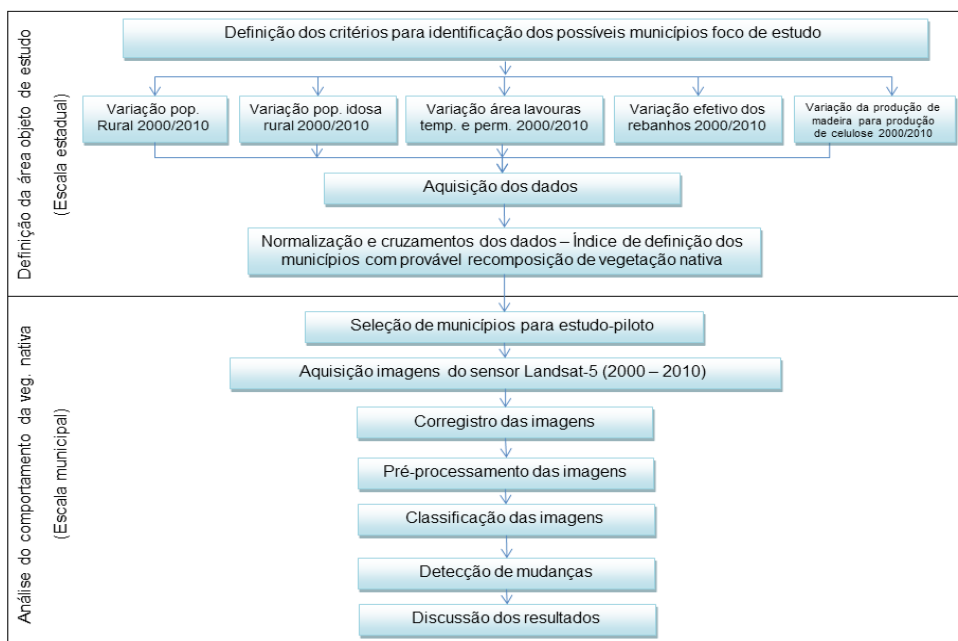 Definição da área objeto de estudo
(Escala estadual)
Definição dos critérios para identificação dos possíveis municípios foco de estudo
Variação pop.
Rural 2000/2010
Variação pop. idosa
rural 2000/2010
Variação área lavouras
temp. e perm. 2000/2010
Variação efetivo dos
rebanhos 2000/2010
Variação da produção de
madeira para produção
de celulose 2000/2010
Aquisição dos dados
Normalização e cruzamentos dos dados – Índice de definição dos
municípios com provável recomposição de vegetação nativa
Análise do comportamento da veg. nativa
(Escala municipal)
Seleção de municípios para estudo-piloto
Aquisição imagens do sensor Landsat-5 (2000 – 2010)
Corregistro das imagens
Pré-processamento das imagens
Classificação das imagens
Detecção de mudanças
Discussão dos resultados